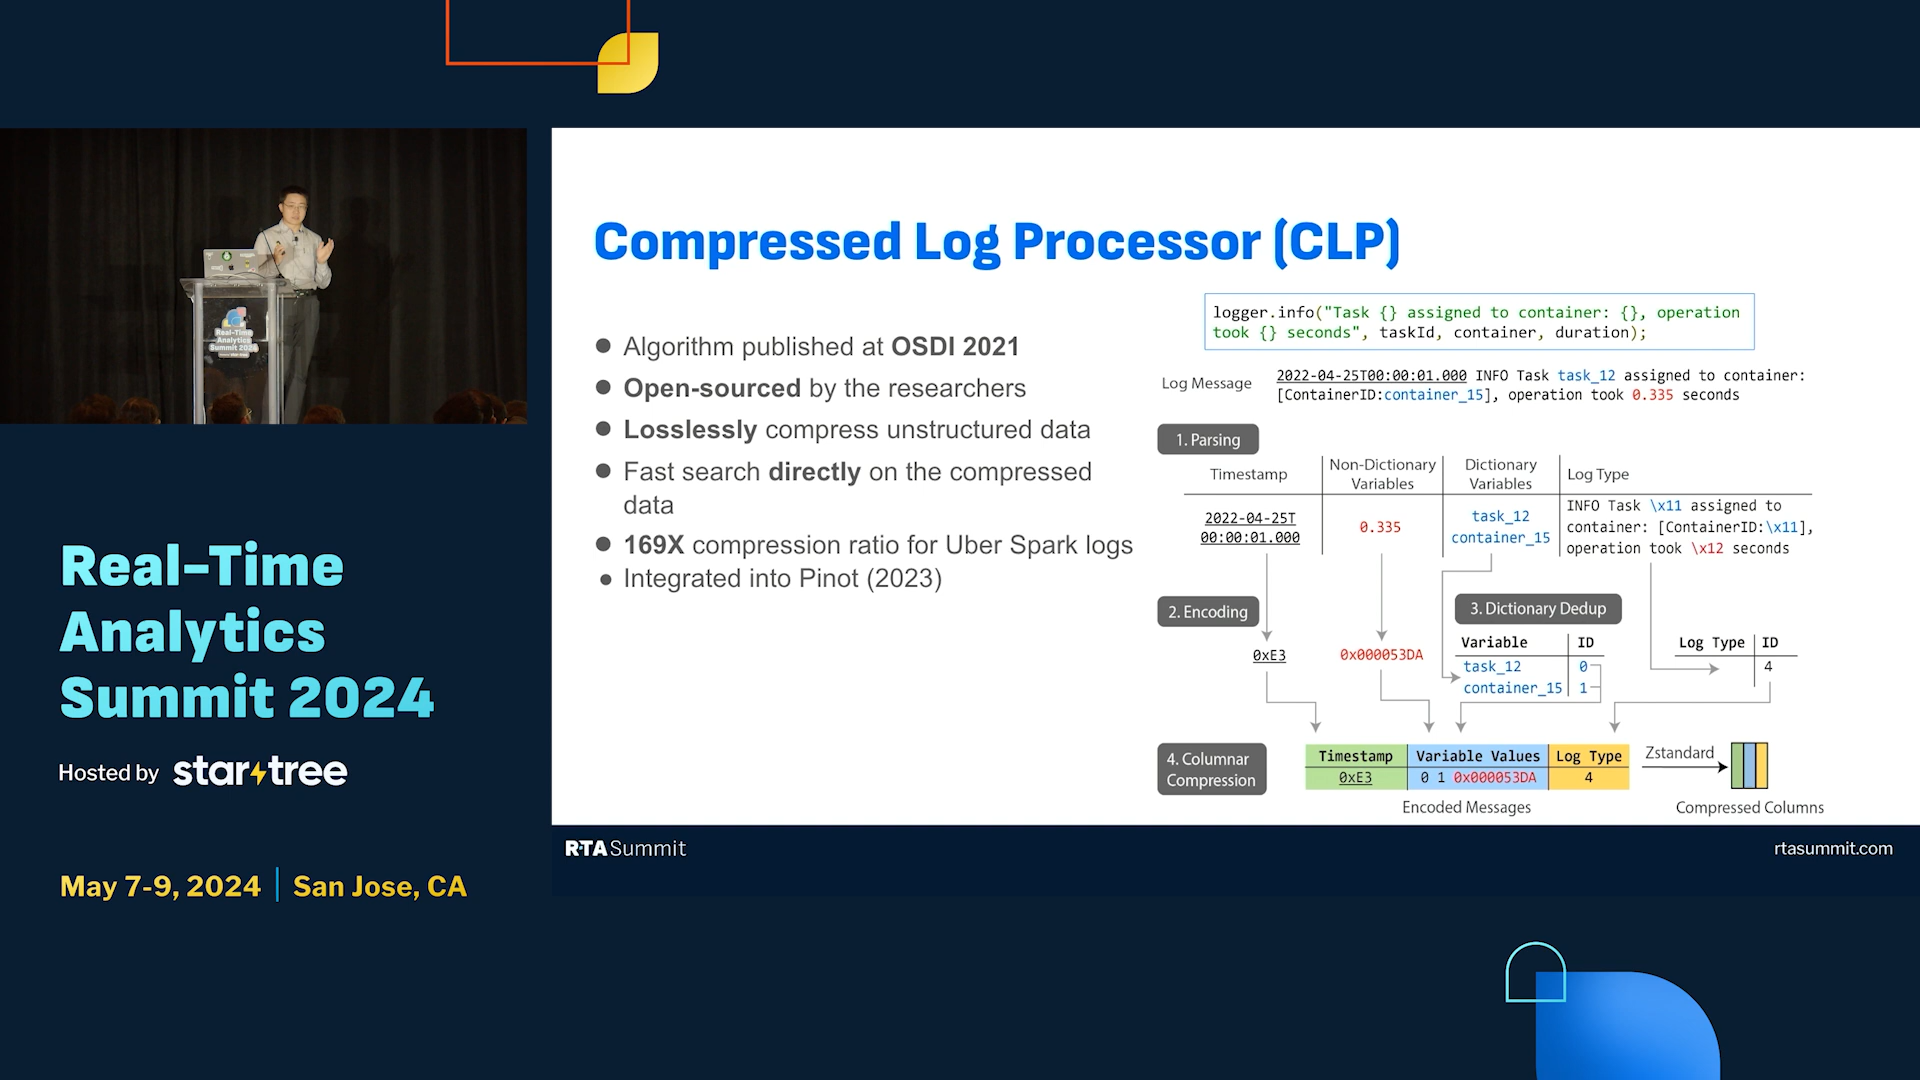 Compressed Log Processor (CLP)
Algorithm published at OSDI 2021
Open-sourced by the researchers
Losslessly compress unstructured data
Fast search directly on the compressed
data
169X compression ratio for Uber Spark logs
Integrated into Pinot (2023)
logger.info("Task {} assigned to container: {}, operation
took {} seconds", taskId, container, duration);
Log Message
2022-04-25T00:00:01.000 INFO Task task_12 assigned to container:
[ContainerID:container_15], operation took 0.335 seconds
1. Parsing
Timestamp
Non-Dictionary
Variables
Dictionary
Variables
Log Type
2022-04-25T
00:00:01.000
0.335
task_12
container_15
INFO Task \x11 assigned to
container: [ContainerID:\x11],
operation took \x12 seconds
2. Encoding
0xE3
0x000053DA
3. Dictionary Dedup
Variable ID
task_12 0
container_15 1
Log Type ID
4
4. Columnar
Compression
Timestamp Variable Values Log Type
0xE3 0 1 0x000053DA 4
Encoded Messages
Zstandard
Compressed Columns
Real-Time
Analytics
Summit 2024
Real-Time
Analytics
Summit 2024
Hosted by startree
May 7-9, 2024 | San Jose, CA
RTA Summit
rtasummit.com